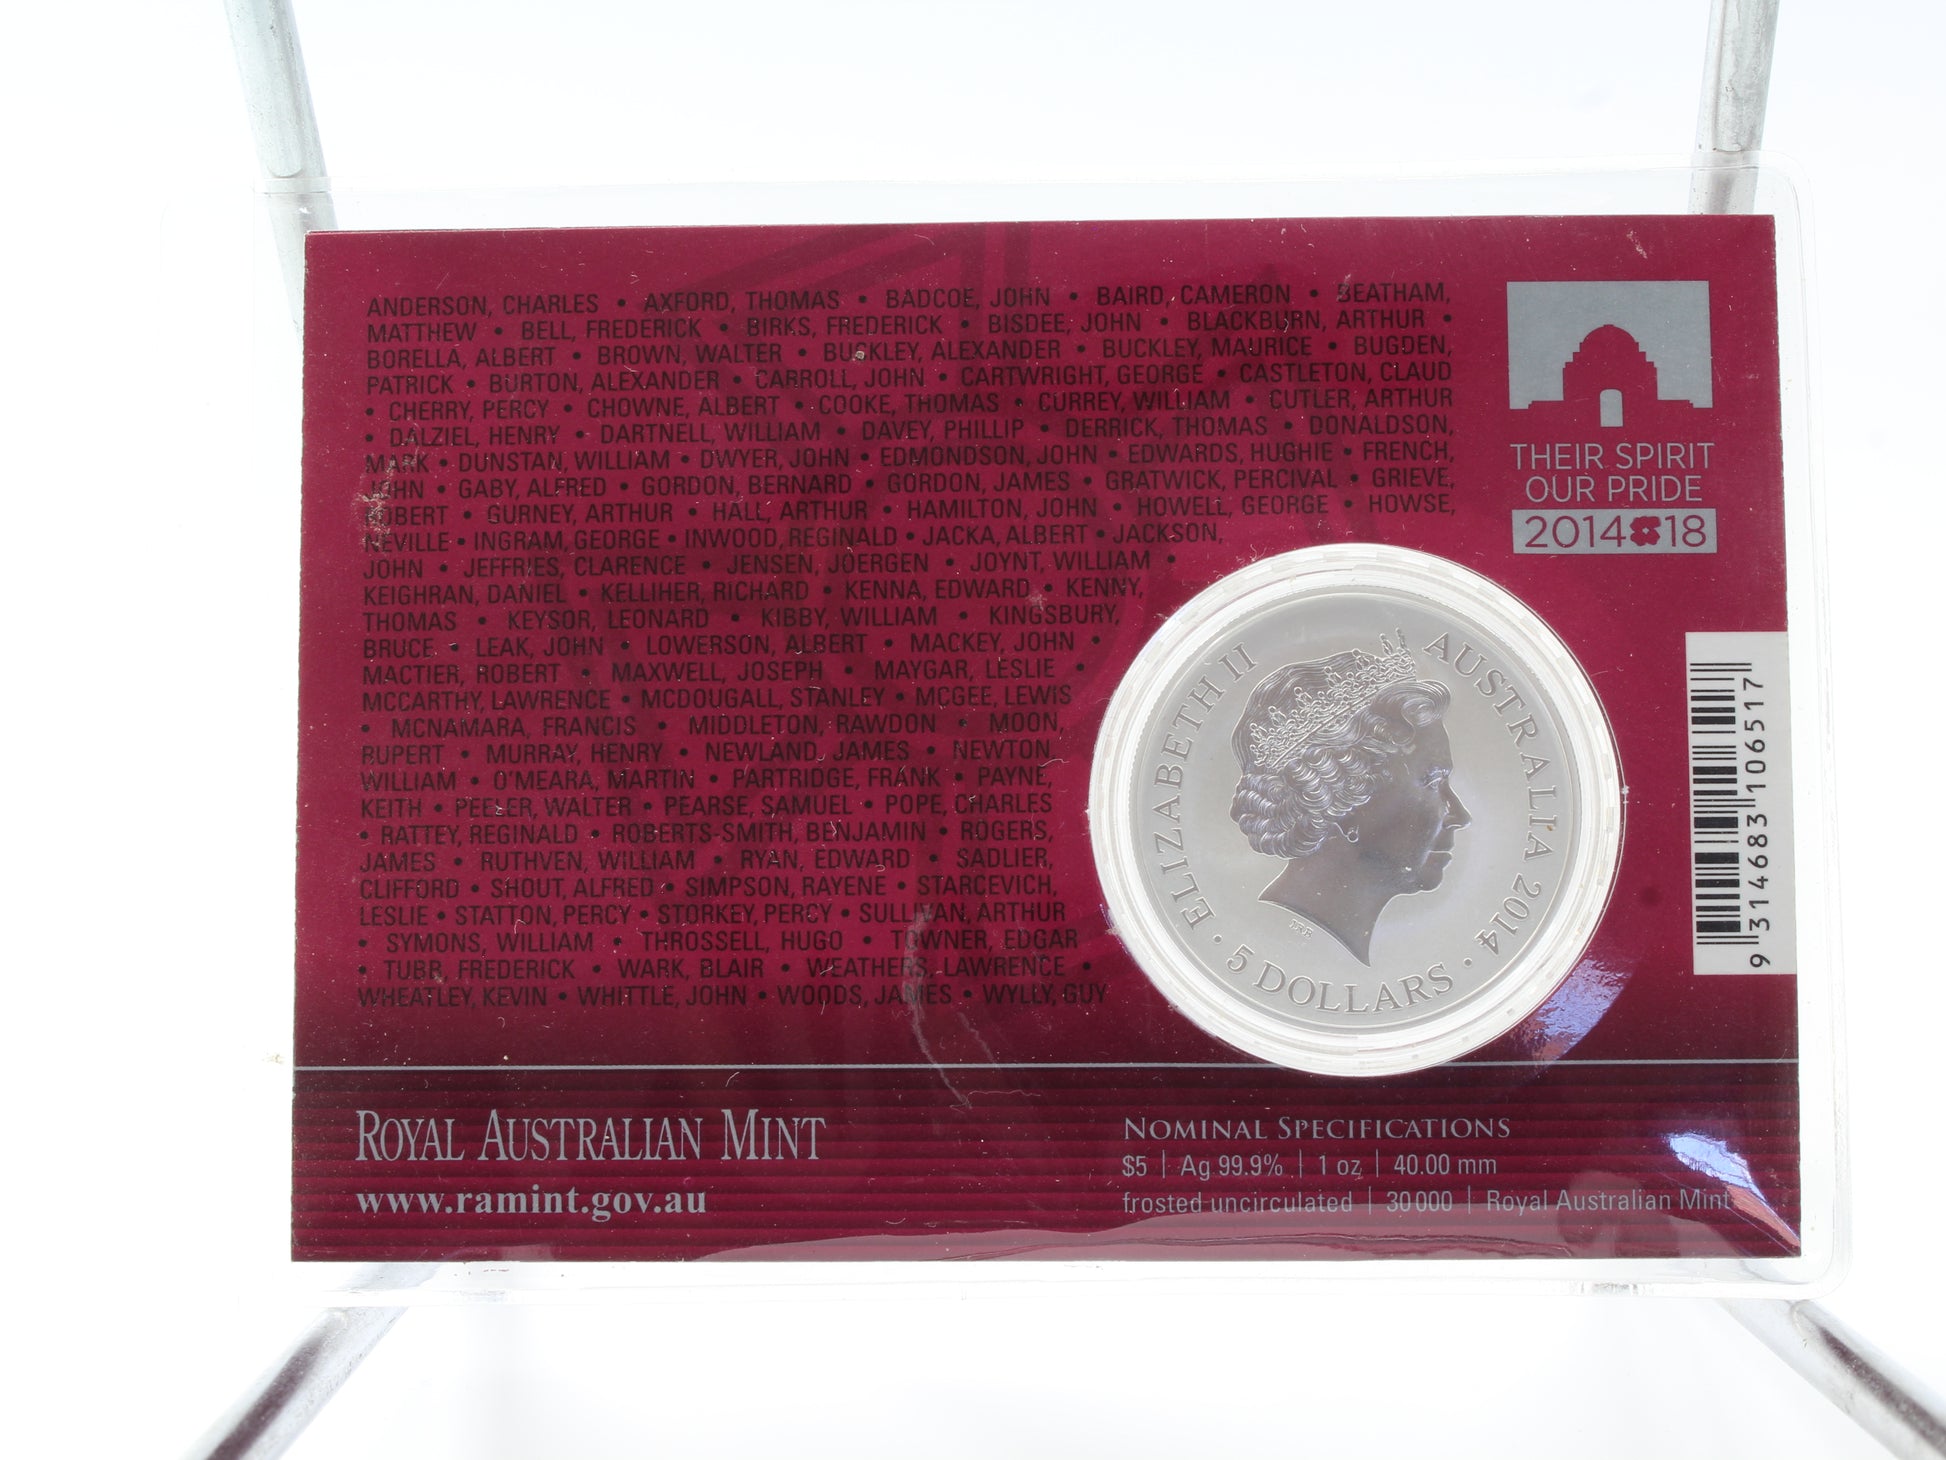 ANDERSON, CHARLES • AXFORD, THOMAS • BADCOE, JOHN • BAIRD, CAMERON • BEATHAM,
MATTHEW • BELL, FREDERICK • BIRKS, FREDERICK • BISDEE, JOHN • BLACKBURN, ARTHUR •
BORELLA, ALBERT • BROWN, WALTER • BUCKLEY, ALEXANDER • BUCKLEY, MAURICE • BUGDEN,
PATRICK • BURTON, ALEXANDER • CARROLL, JOHN • CARTWRIGHT, GEORGE • CASTLETON, CLAUD
• CHERRY, PERCY • CHOWNE, ALBERT • COOKE, THOMAS • CURREY, WILLIAM • CUTLER, ARTHUR
• DALZIEL, HENRY • DARTNELL, WILLIAM • DAVEY, PHILLIP • DERRICK, THOMAS • DONALDSON,
MARK • DUNSTAN, WILLIAM • DWYER, JOHN • EDMONDSON, JOHN • EDWARDS, HUGHIE • FRENCH,
JOHN • GABY, ALFRED • GORDON, BERNARD • GORDON, JAMES • GRATWICK, PERCIVAL • GRIEVE,
ROBERT • GURNEY, ARTHUR • HALL, ARTHUR • HAMILTON, JOHN • HOWELL, GEORGE • HOWSE,
NEVILLE • INGRAM, GEORGE • INWOOD, REGINALD • JACKA, ALBERT • JACKSON,
JOHN • JEFFRIES, CLARENCE • JENSEN, JOERGEN • JOYNT, WILLIAM •
KEIGHRAN, DANIEL • KELLIHER, RICHARD • KENNA, EDWARD • KENNY,
THOMAS • KEYSOR, LEONARD • KIBBY, WILLIAM • KINGSBURY,
BRUCE • LEAK, JOHN • LOWERSON, ALBERT • MACKEY, JOHN •
MACTIER, ROBERT • MAXWELL, JOSEPH • MAYGAR, LESLIE •
MCCARTHY, LAWRENCE • MCDOUGALL, STANLEY • MCGEE, LEWIS
• MCNAMARA, FRANCIS • MIDDLETON, RAWDON • MOON,
RUPERT • MURRAY, HENRY • NEWLAND, JAMES • NEWTON,
WILLIAM • O'MEARA, MARTIN • PARTRIDGE, FRANK • PAYNE,
KEITH • PEELER, WALTER • PEARSE, SAMUEL • POPE, CHARLES
• RATTEY, REGINALD • ROBERTS-SMITH, BENJAMIN • ROGERS,
JAMES • RUTHVEN, WILLIAM • RYAN, EDWARD • SADLIER,
CLIFFORD • SHOUT, ALFRED • SIMPSON, RAYENE • STARCEVICH,
LESLIE • STATTON, PERCY • STORKEY, PERCY • SULLIVAN, ARTHUR
• SYMONS, WILLIAM • THROSSELL, HUGO • TOWNER, EDGAR
• TUBB, FREDERICK • WARK, BLAIR • WEATHERS, LAWRENCE •
WHEATLEY, KEVIN • WHITTLE, JOHN • WOODS, JAMES • WYLLY, GUY
THEIR SPIRIT
OUR PRIDE
2014 18
ELIZABETH II AUSTRALIA 2014
• 5 DOLLARS •
IRB
9 314683 106517
ROYAL AUSTRALIAN MINT
www.ramint.gov.au
NOMINAL SPECIFICATIONS
$5 | Ag 99.9% | 1 oz | 40.00 mm
frosted uncirculated | 30 000 | Royal Australian Mint